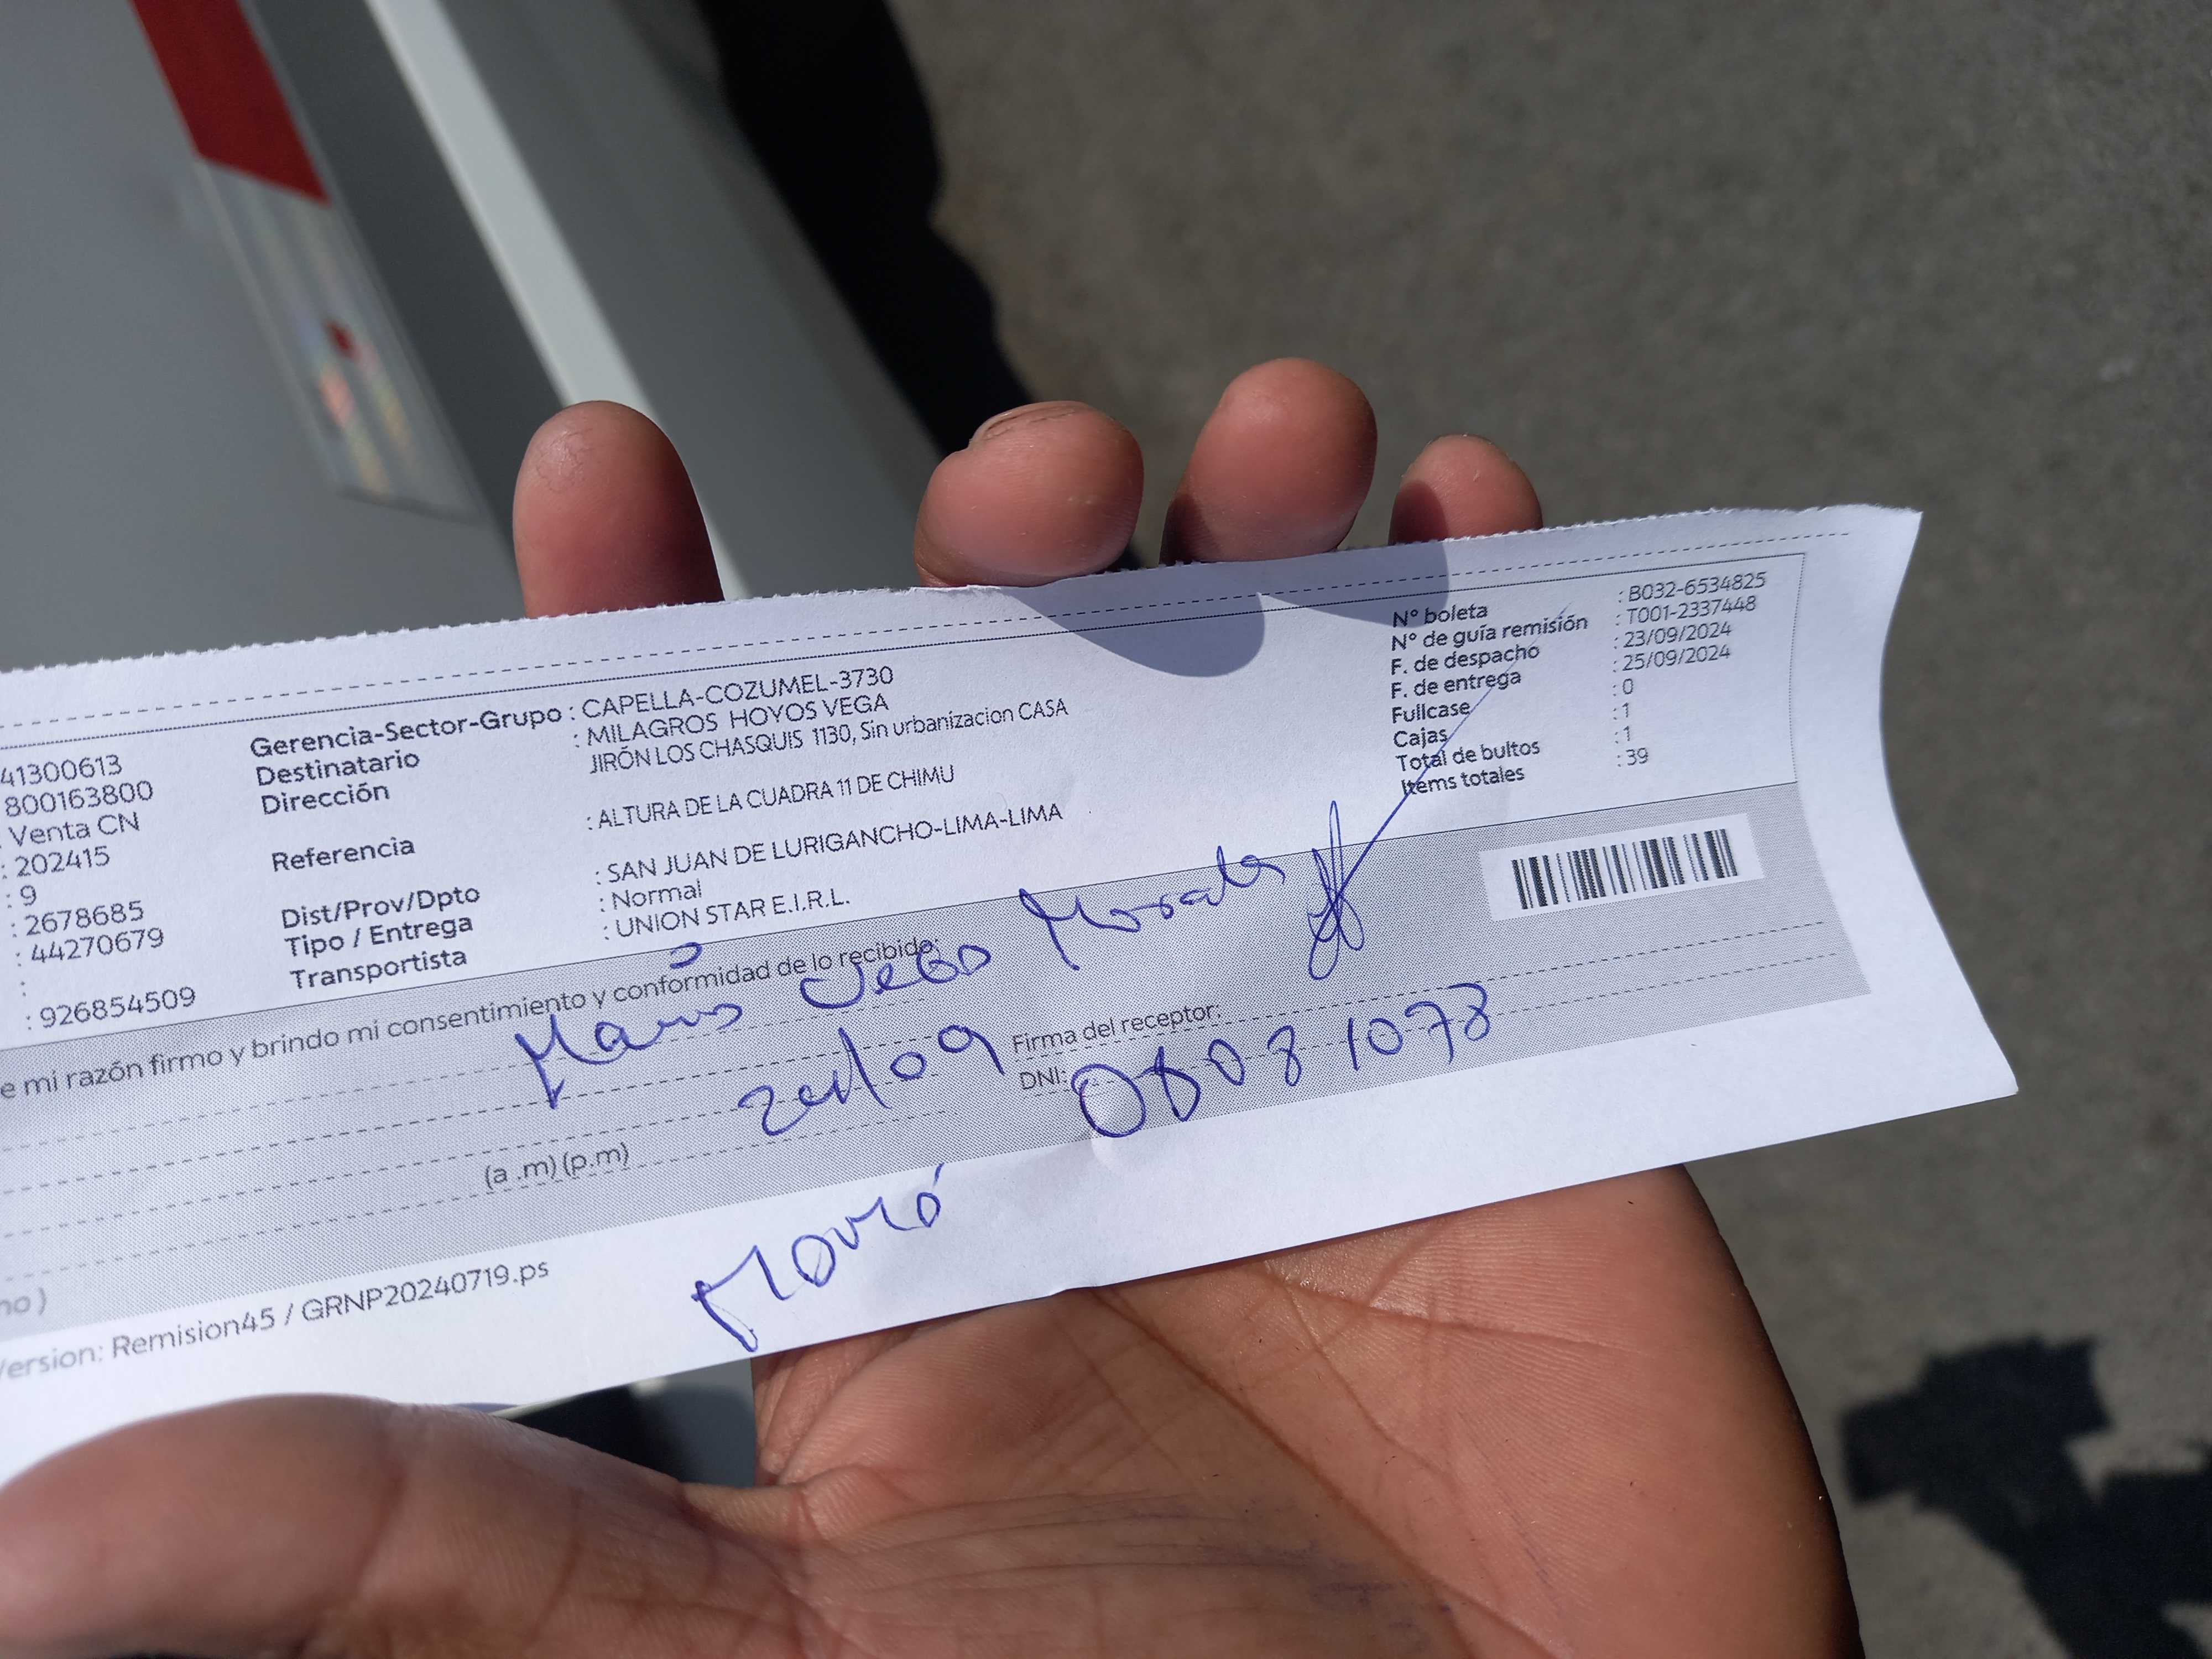 41300613
800163800
: Venta CN
: 202415
: 9
: 2678685
: 44270679
:
: 926854509
Gerencia-Sector-Grupo : CAPELLA-COZUMEL-3730
Destinatario : MILAGROS HOYOS VEGA
Dirección JIRÓN LOS CHASQUIS 1130, Sin urbanizacion CASA
Referencia : ALTURA DE LA CUADRA 11 DE CHIMU
Dist/Prov/Dpto : SAN JUAN DE LURIGANCHO-LIMA-LIMA
Tipo / Entrega : Normal
Transportista : UNION STAR E.I.R.L.
N° boleta : B032-6534825
N° de guía remisión : T001-2337448
F. de despacho : 23/09/2024
F. de entrega : 25/09/2024
Fullcase : 0
Cajas : 1
Total de bultos : 1
Items totales : 39
e mi razón firmo y brindo mi consentimiento y conformidad de lo recibido:
Firma del receptor:
DNI: 08081073
(a .m) (p.m)
no )
Version: Remision45 / GRNP20240719.ps